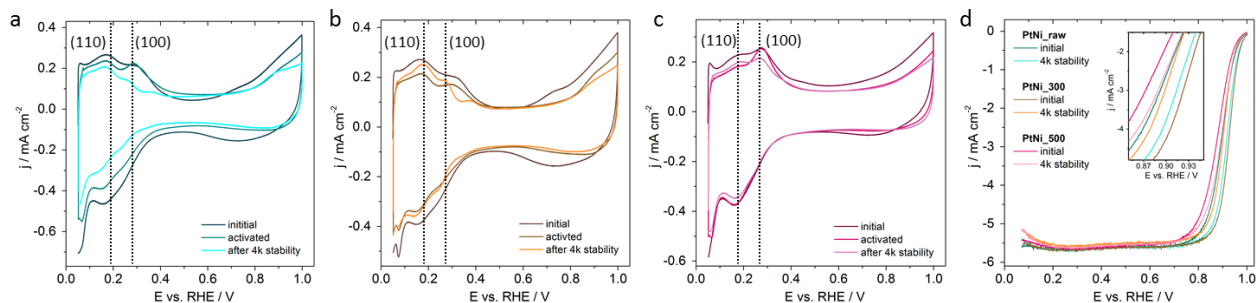 a
(110)
(100)
0.4
0.2
0.0
-0.2
-0.4
-0.6
j / mA cm-2
inititial
activated
after 4k stability
0.0 0.2 0.4 0.6 0.8 1.0
E vs. RHE / V
b
(110)
(100)
0.4
0.2
0.0
-0.2
-0.4
j / mA cm-2
initial
activted
after 4k stability
0.0 0.2 0.4 0.6 0.8 1.0
E vs. RHE / V
c
(110)
(100)
0.4
0.2
0.0
-0.2
-0.4
-0.6
j / mA cm-2
initial
activated
after 4k stability
0.0 0.2 0.4 0.6 0.8 1.0
E vs. RHE / V
d
0
-1
-2
-3
-4
-5
-6
j / mA cm-2
PtNi_raw
initial
4k stability
PtNi_300
initial
4k stability
PtNi_500
initial
4k stability
-2
-3
-4
j / mA cm-2
0.87 0.90 0.93
E vs. RHE / V
0.0 0.2 0.4 0.6 0.8 1.0
E vs. RHE / V